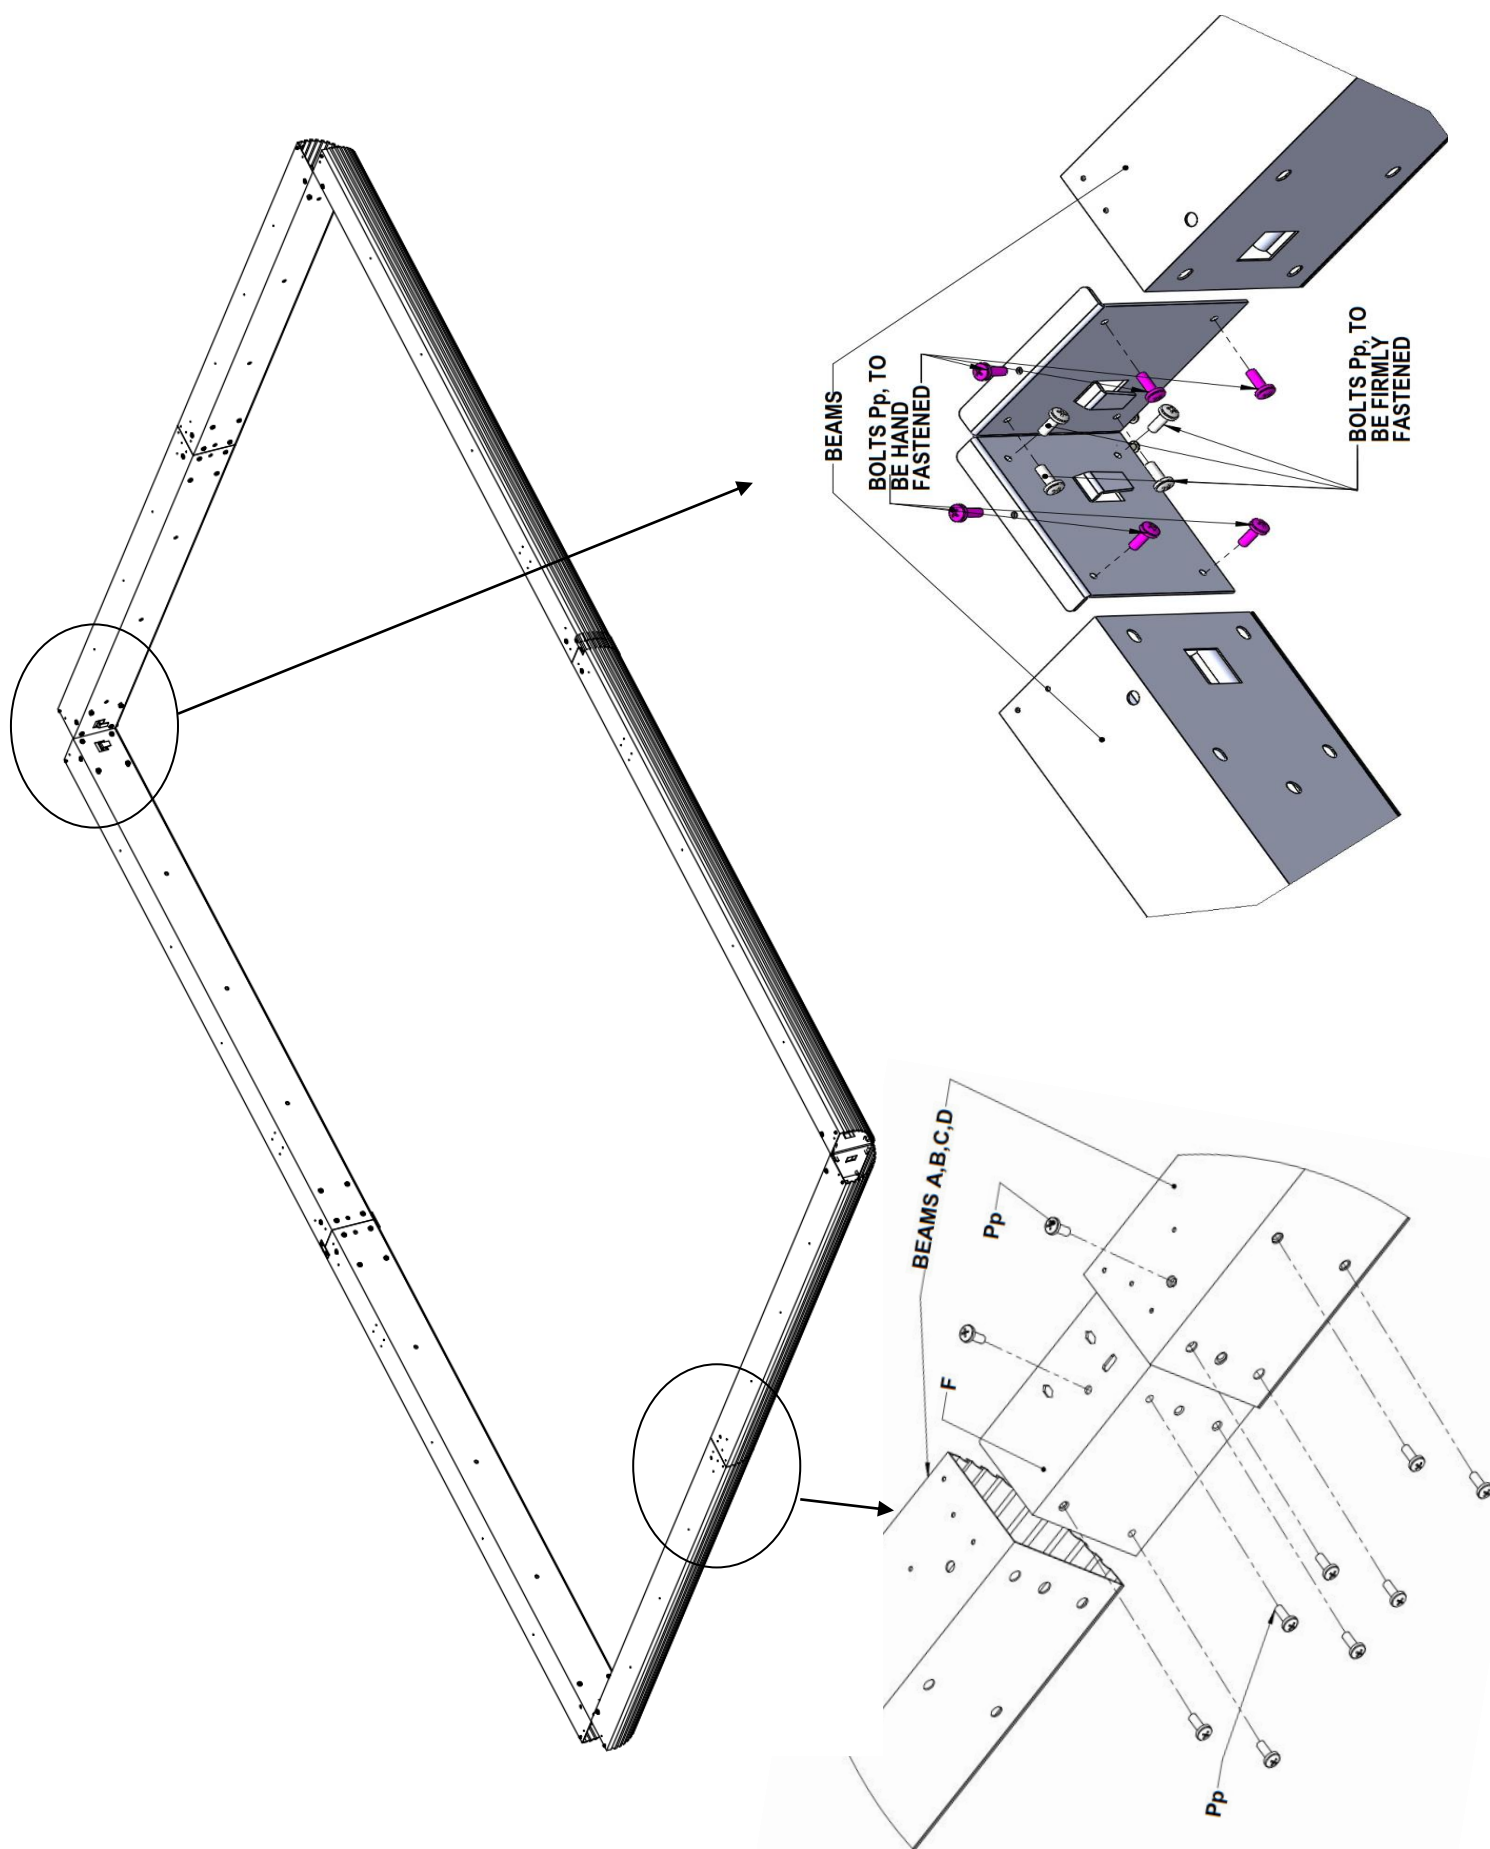 BEAMS
BOLTS Pp, TO
BE HAND
FASTENED
BOLTS Pp, TO
BE FIRMLY
FASTENED
BEAMS A,B,C,D
Pp
F
Pp